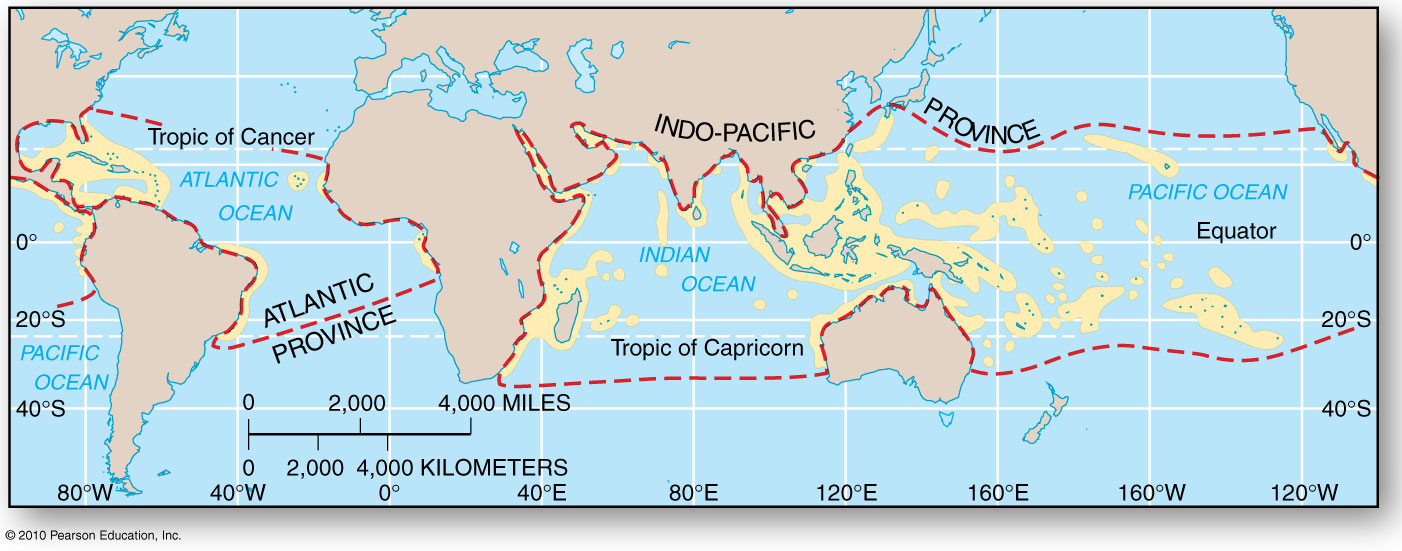 INDO-PACIFIC
PROVINCE
Tropic of Cancer
ATLANTIC
OCEAN
PACIFIC OCEAN
Equator
0°
0°
INDIAN
OCEAN
ATLANTIC
PROVINCE
20°S
20°S
Tropic of Capricorn
PACIFIC
OCEAN
40°S
40°S
0 2,000 4,000 MILES
0 2,000 4,000 KILOMETERS
80°W 40°W 0° 40°E 80°E 120°E 160°E 160°W 120°W
© 2010 Pearson Education, Inc.